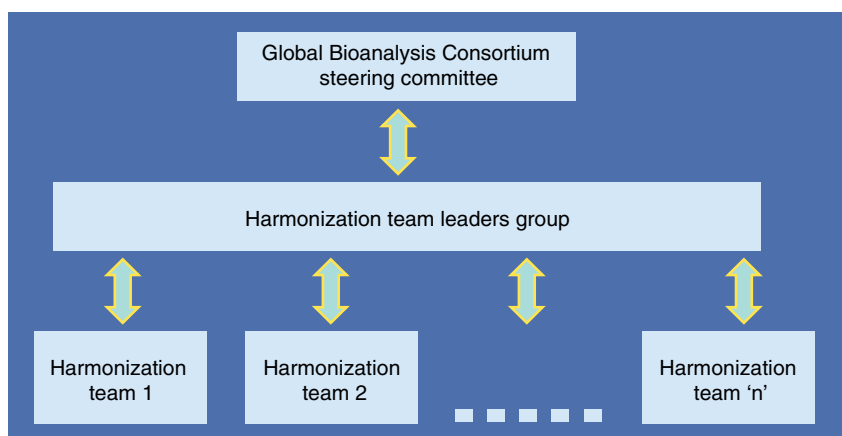 Global Bioanalysis Consortium
steering committee
Harmonization team leaders group
Harmonization
team 1
Harmonization
team 2
Harmonization
team ‘n’